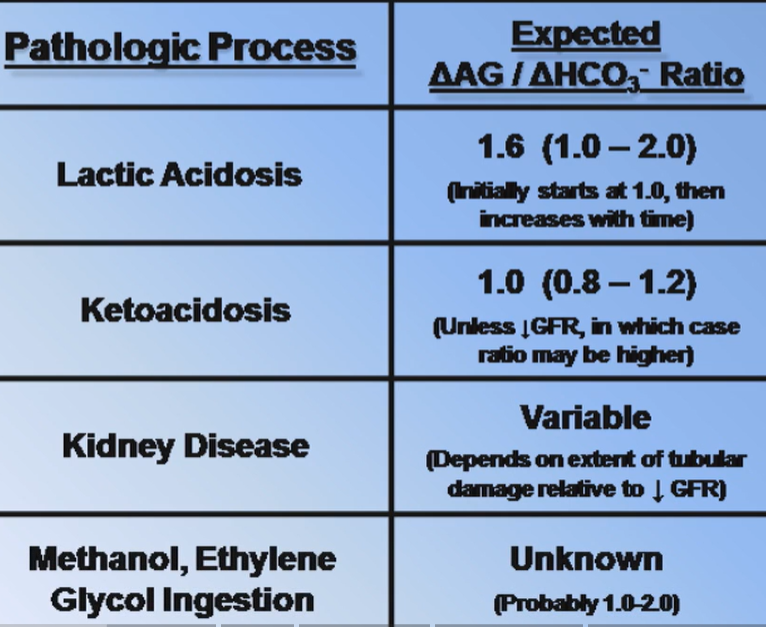 Pathologic Process
Expected
ΔAG / ΔHCO₃⁻ Ratio
Lactic Acidosis
1.6 (1.0 – 2.0)
(Initially starts at 1.0, then
increases with time)
Ketoacidosis
1.0 (0.8 – 1.2)
(Unless ↓GFR, in which case
ratio may be higher)
Kidney Disease
Variable
(Depends on extent of tubular
damage relative to ↓ GFR)
Methanol, Ethylene
Glycol Ingestion
Unknown
(Probably 1.0-2.0)